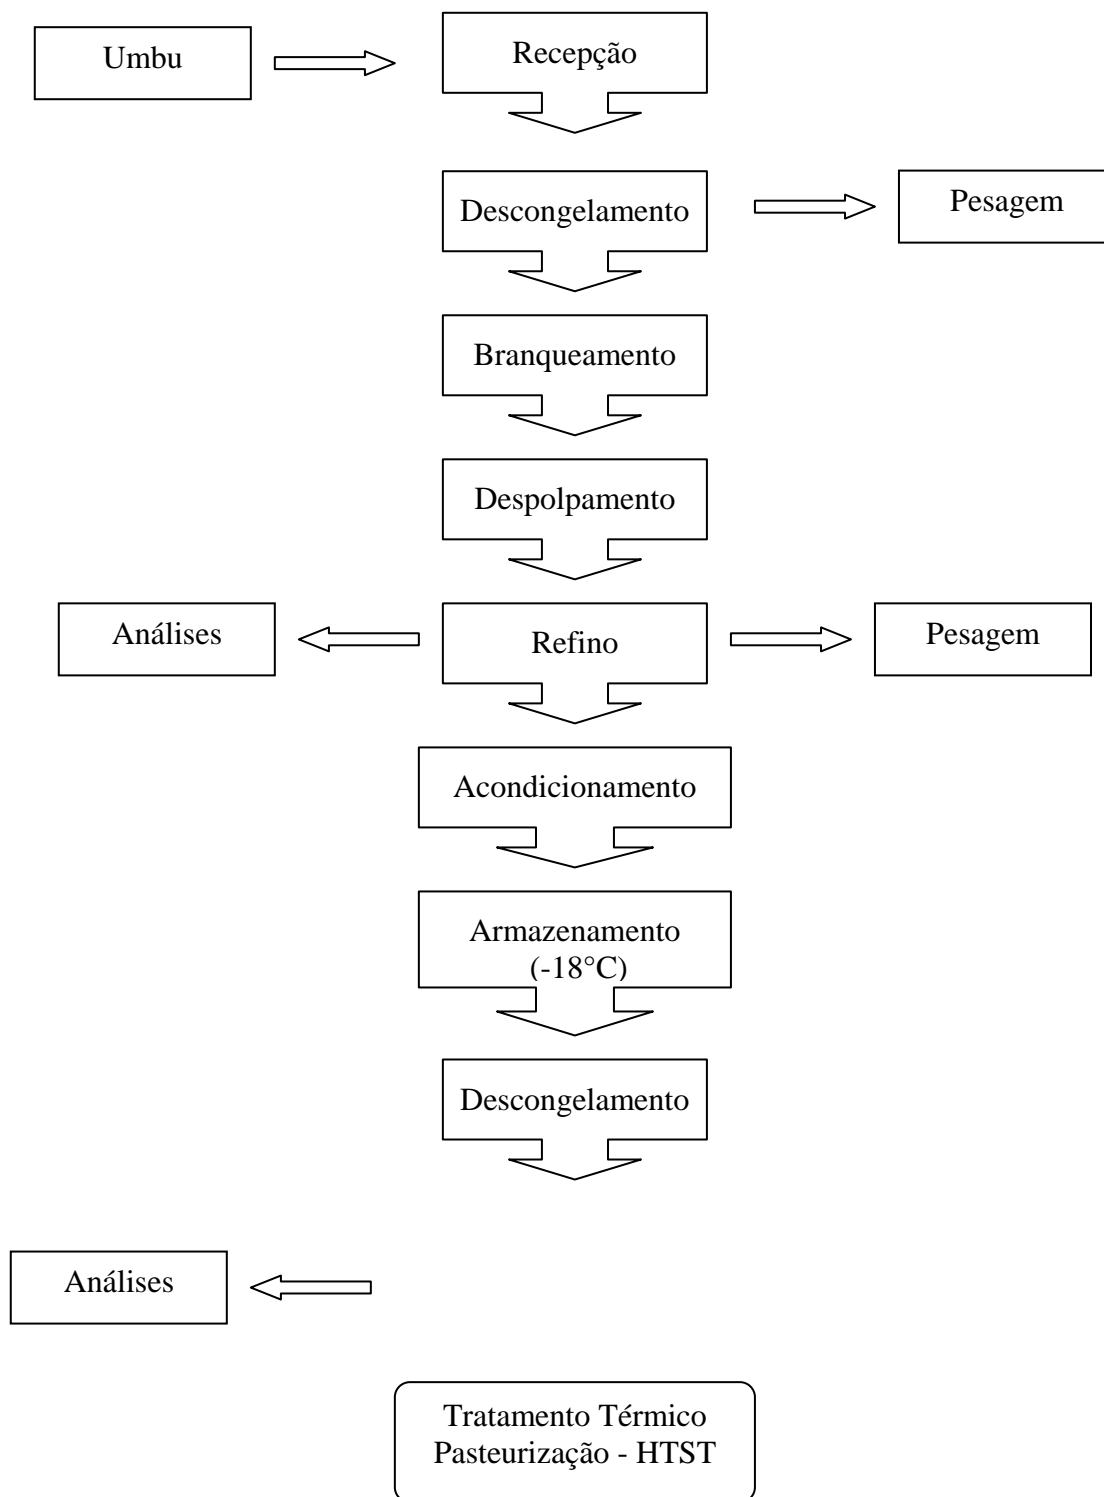 Umbu
Recepção
Descongelamento
Pesagem
Branqueamento
Despolpamento
Análises
Refino
Pesagem
Acondicionamento
Armazenamento
(-18°C)
Descongelamento
Análises
Tratamento Térmico
Pasteurização - HTST